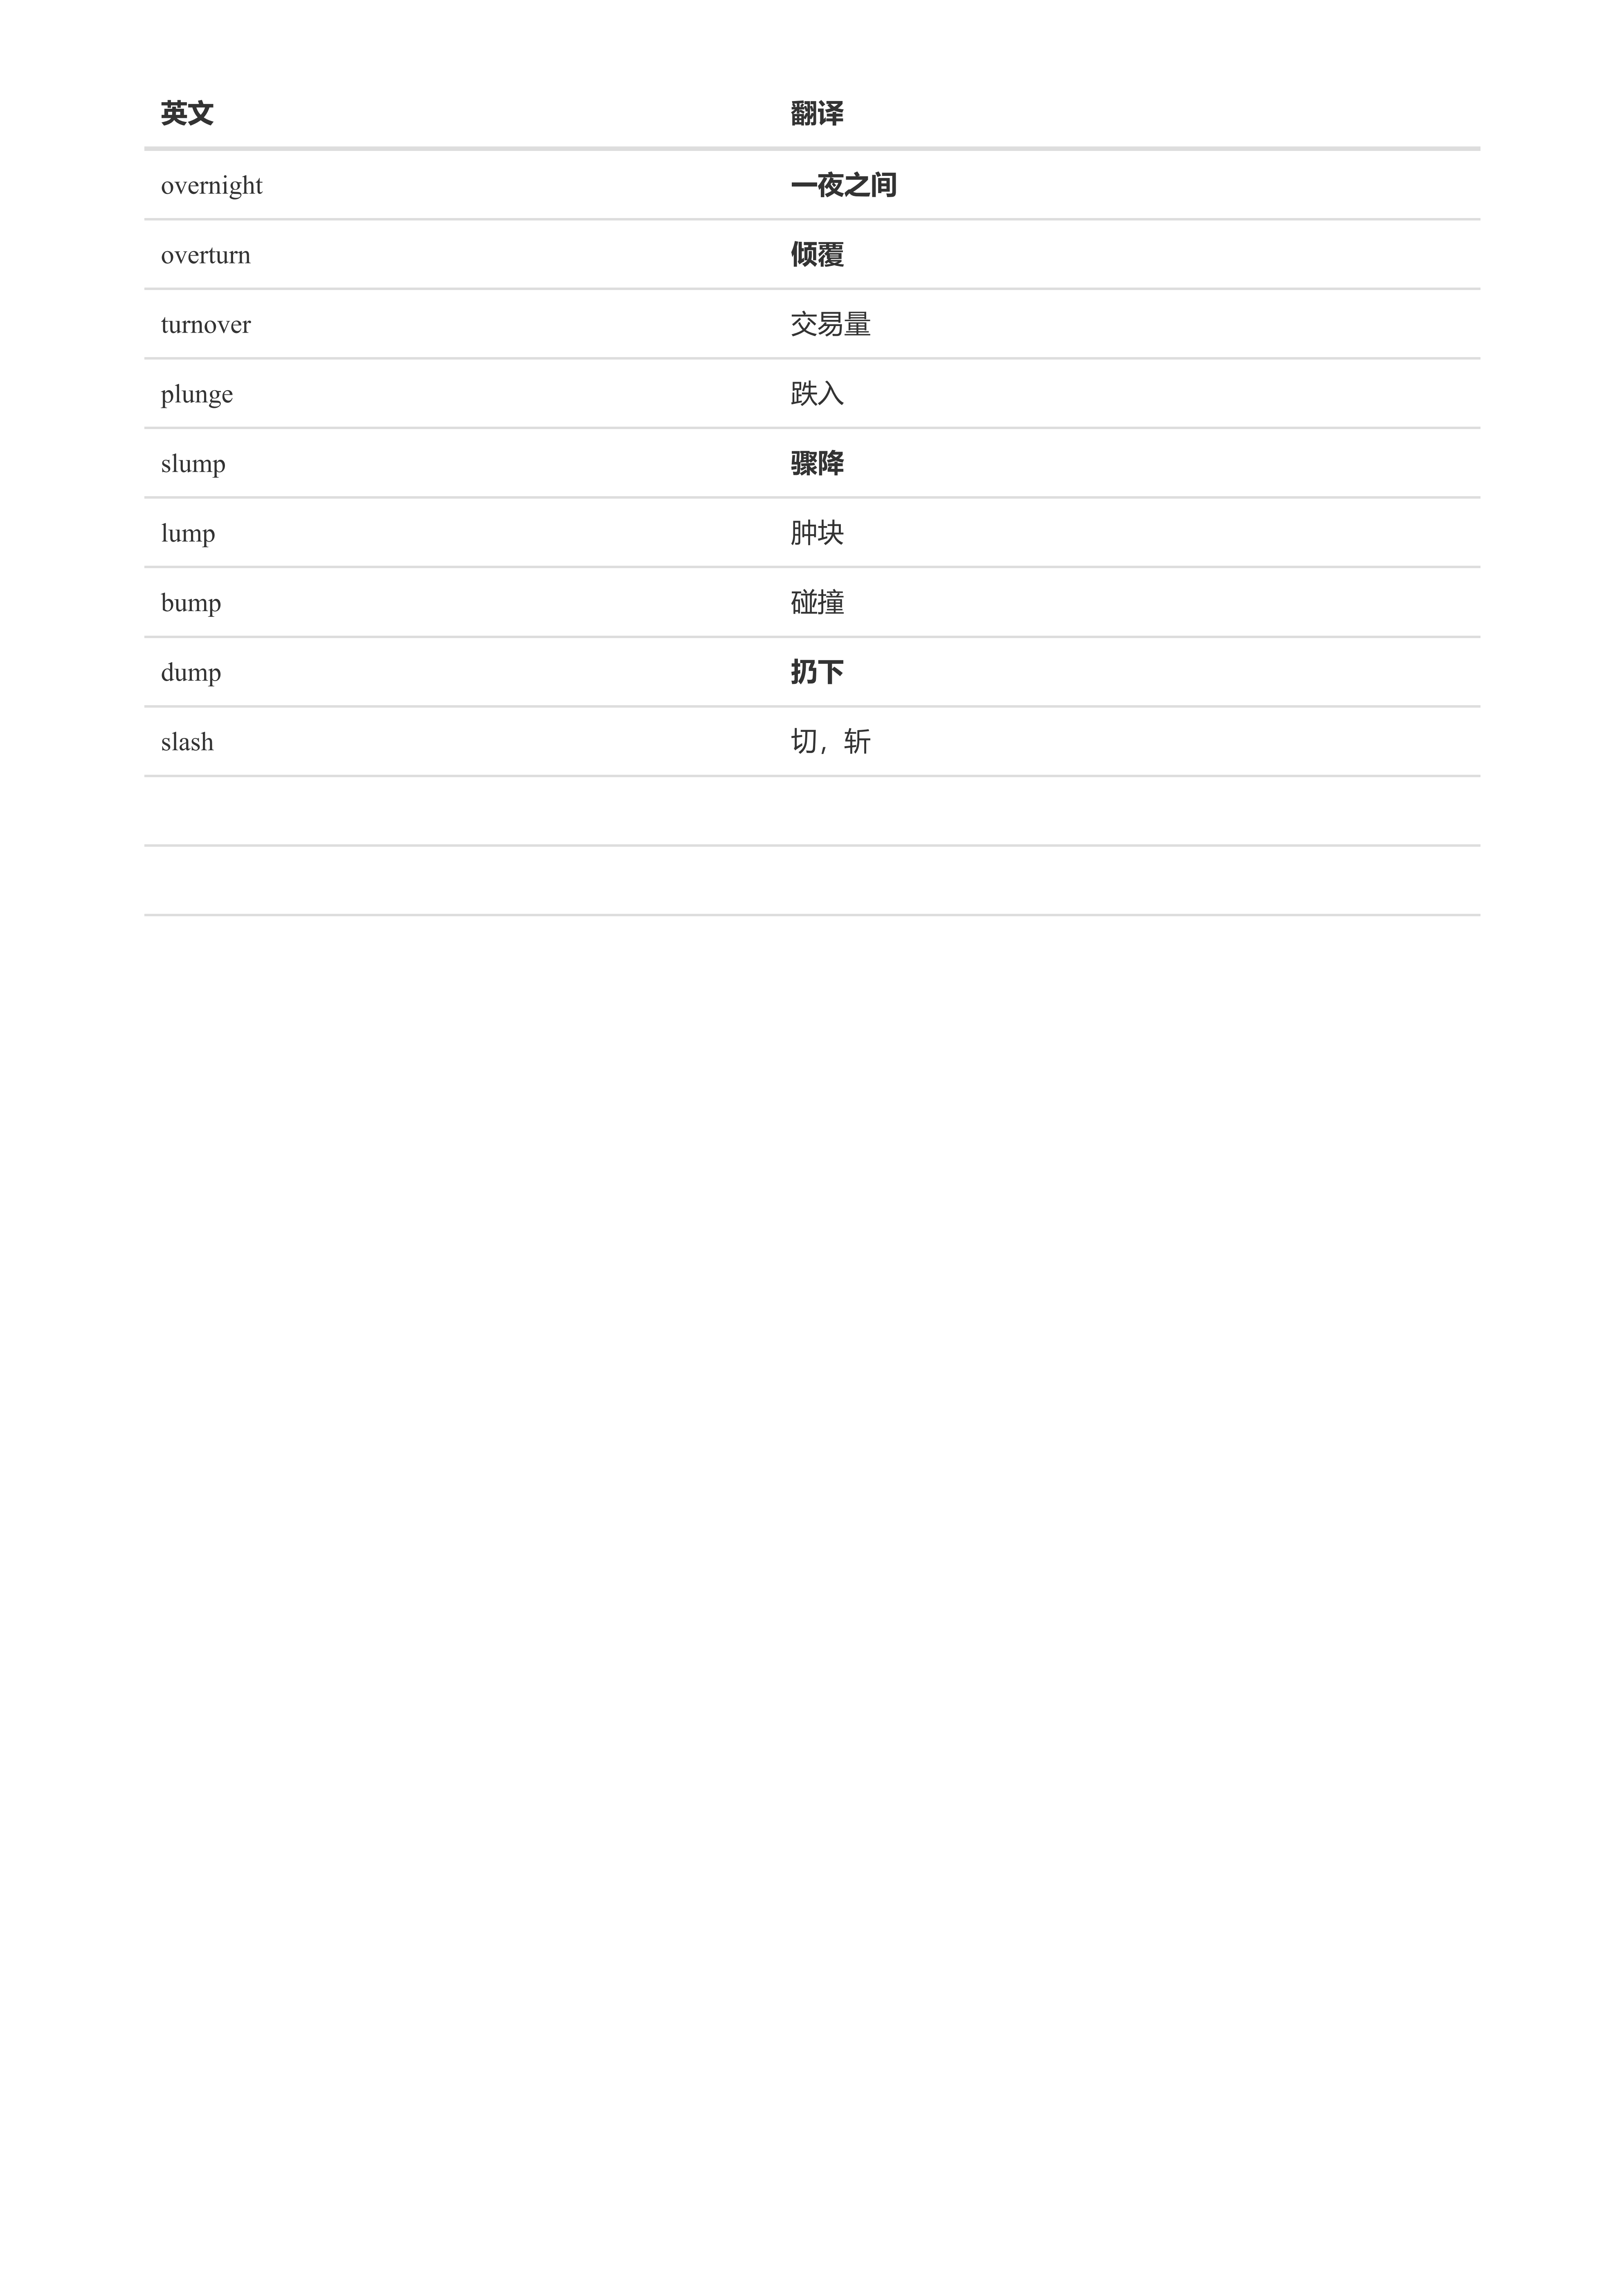 英文 翻译
overnight 一夜之间
overturn 倾覆
turnover 交易量
plunge 跌入
slump 骤降
lump 肿块
bump 碰撞
dump 扔下
slash 切，斩